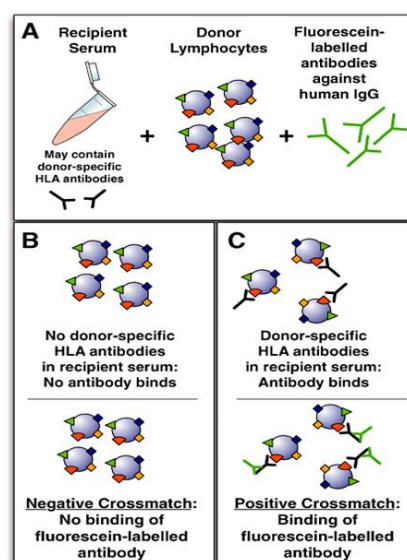 A
Recipient
Serum
Donor
Lymphocytes
Fluorescein-
labelled
antibodies
against
human IgG
+
+
May contain
donor-specific
HLA antibodies
B
No donor-specific
HLA antibodies
in recipient serum:
No antibody binds
Negative Crossmatch:
No binding of
fluorescein-labelled
antibody
C
Donor-specific
HLA antibodies
in recipient serum:
Antibody binds
Positive Crossmatch:
Binding of
fluorescein-labelled
antibody